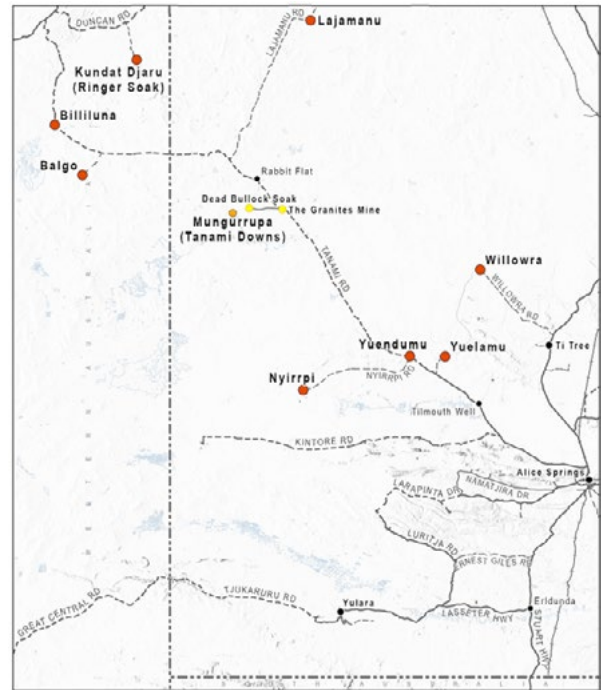 DUNCAN RD
LAJAMANU RD
Lajamanu
Kundat Djaru
(Ringer Soak)
Billiluna
Balgo
Rabbit Flat
Dead Bullock Soak
The Granites Mine
Mungurrupa
(Tanami Downs)
TANAMI RD
Willowra
WILLOWRA RD
Ti Tree
Yuendumu
Yuelamu
Nyirrpi
NYIRRPI RD
Tilmouth Well
KINTORE RD
Alice Springs
LARAPINTA DR
NAMATJIRA DR
LURITJA RD
ERNEST GILES RD
TJUKARURU RD
GREAT CENTRAL RD
Yulara
LASSETER HWY
Erldunda
STUART HWY